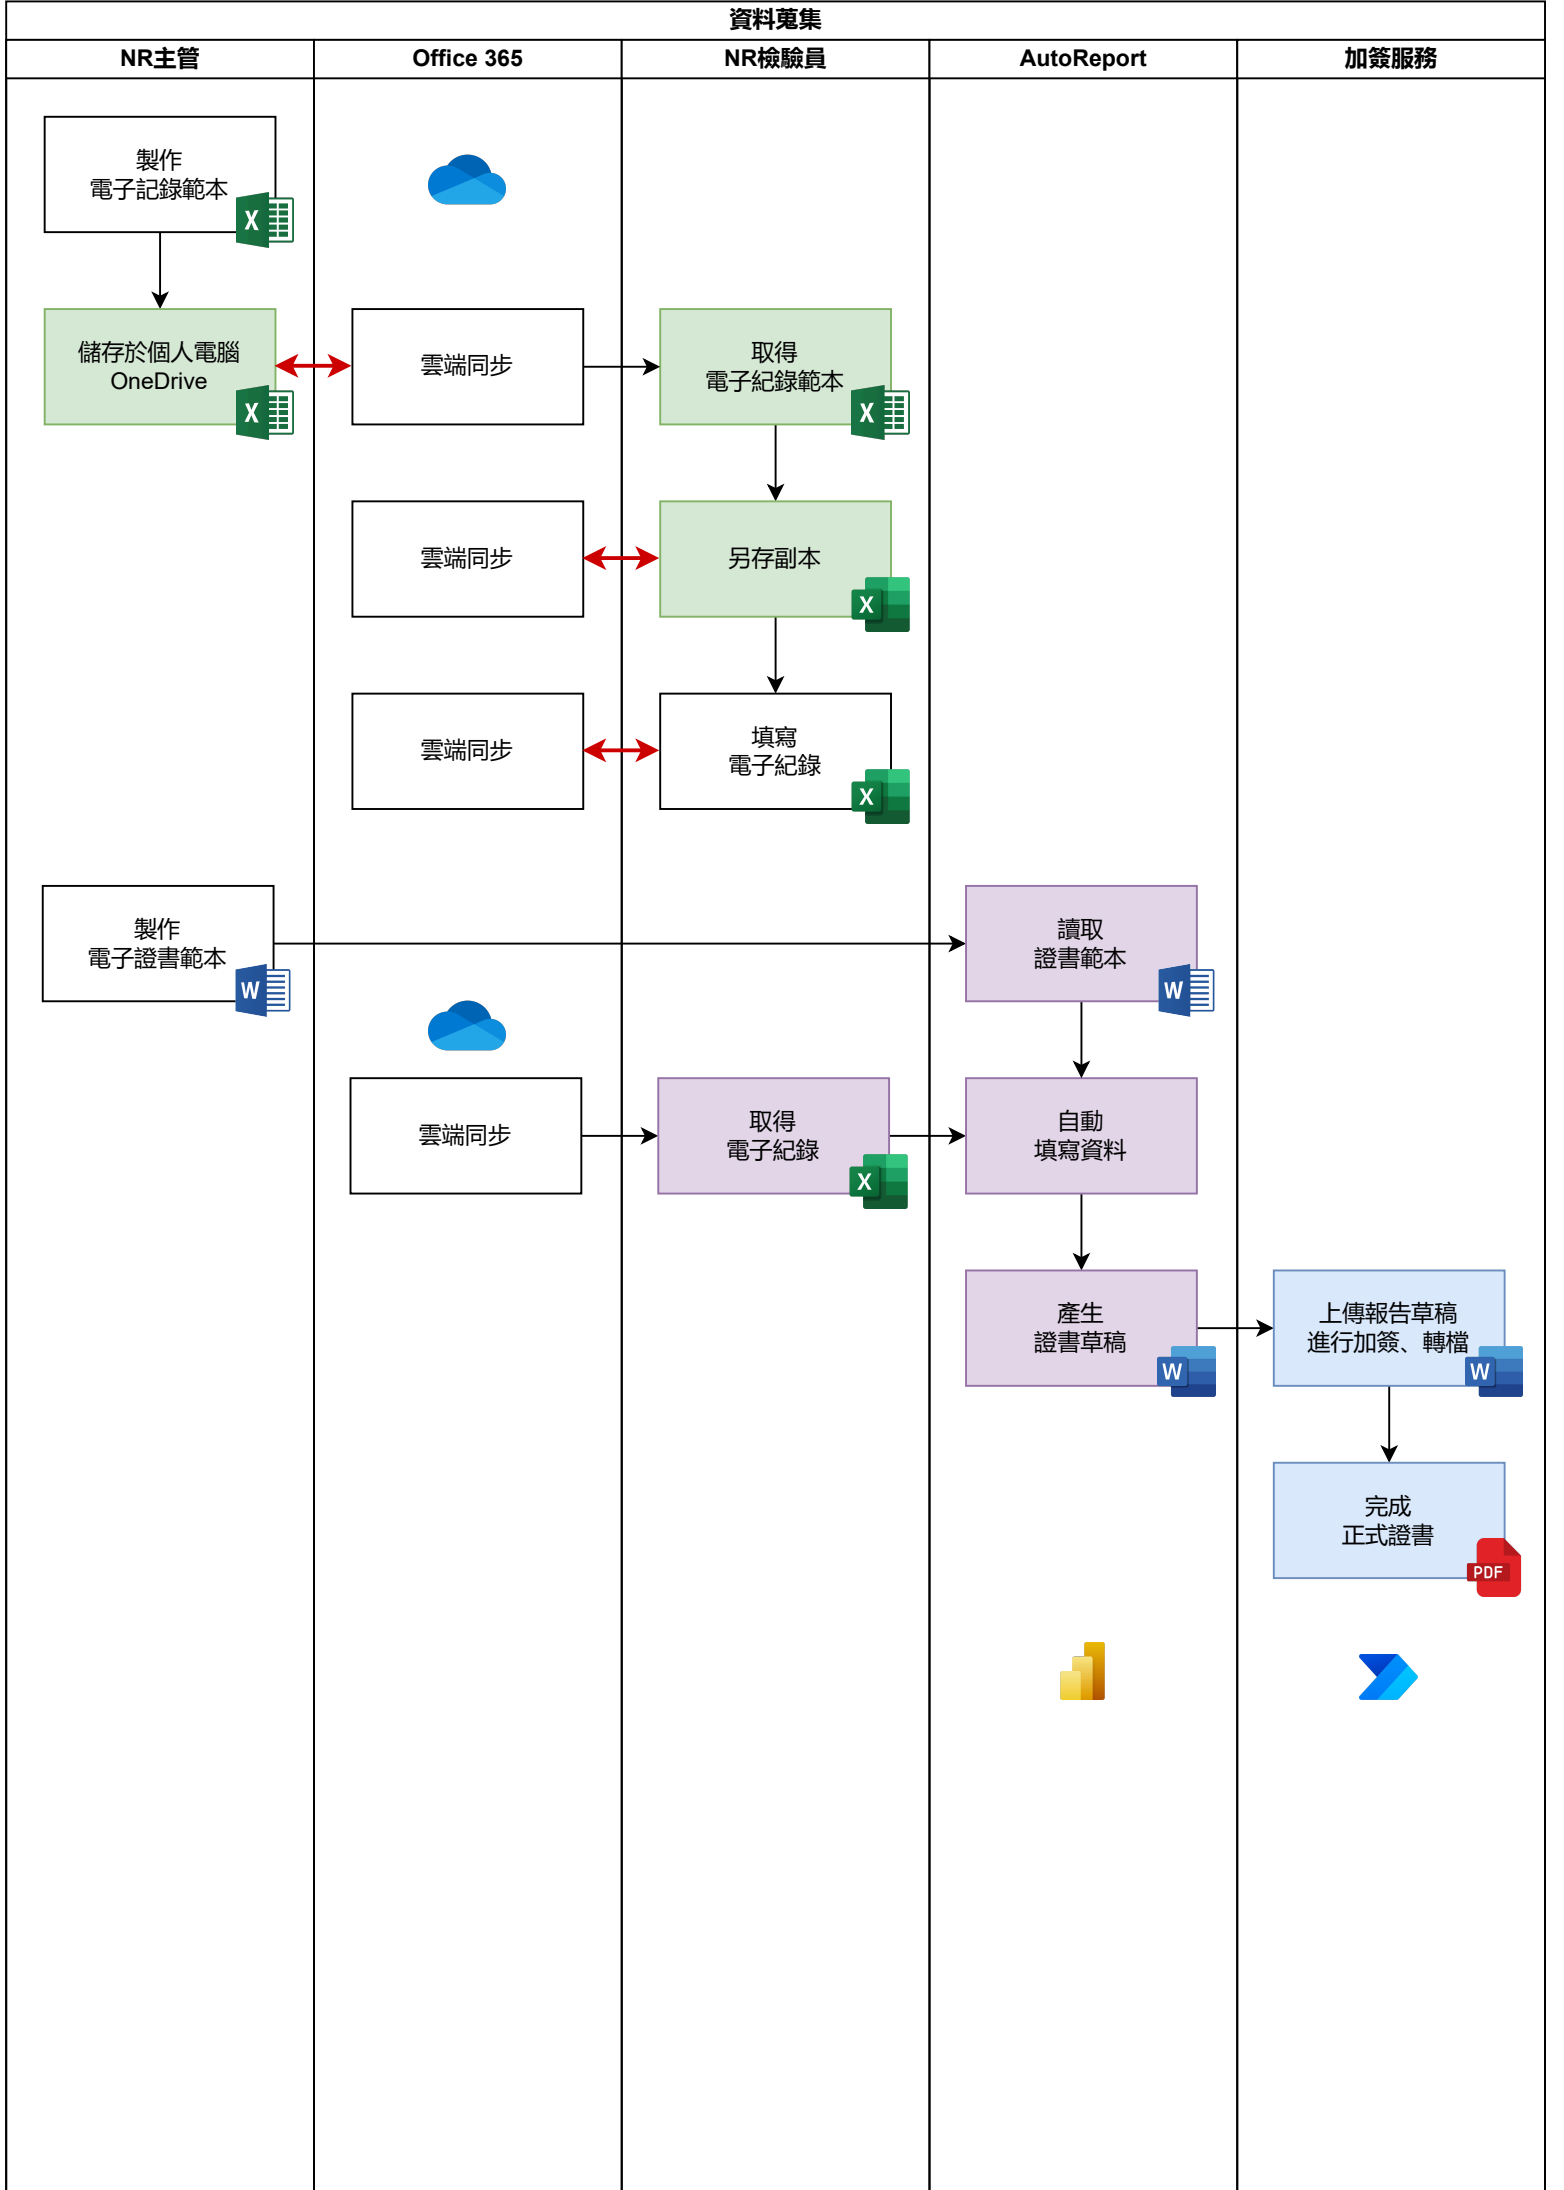 資料蒐集
NR主管
Office 365
NR檢驗員
AutoReport
加簽服務
製作
電子記錄範本
X
儲存於個人電腦
OneDrive
X
雲端同步
取得
電子紀錄範本
X
雲端同步
另存副本
X
雲端同步
填寫
電子紀錄
X
製作
電子證書範本
W
讀取
證書範本
W
雲端同步
取得
電子紀錄
X
自動
填寫資料
產生
證書草稿
W
上傳報告草稿
進行加簽、轉檔
W
完成
正式證書
PDF